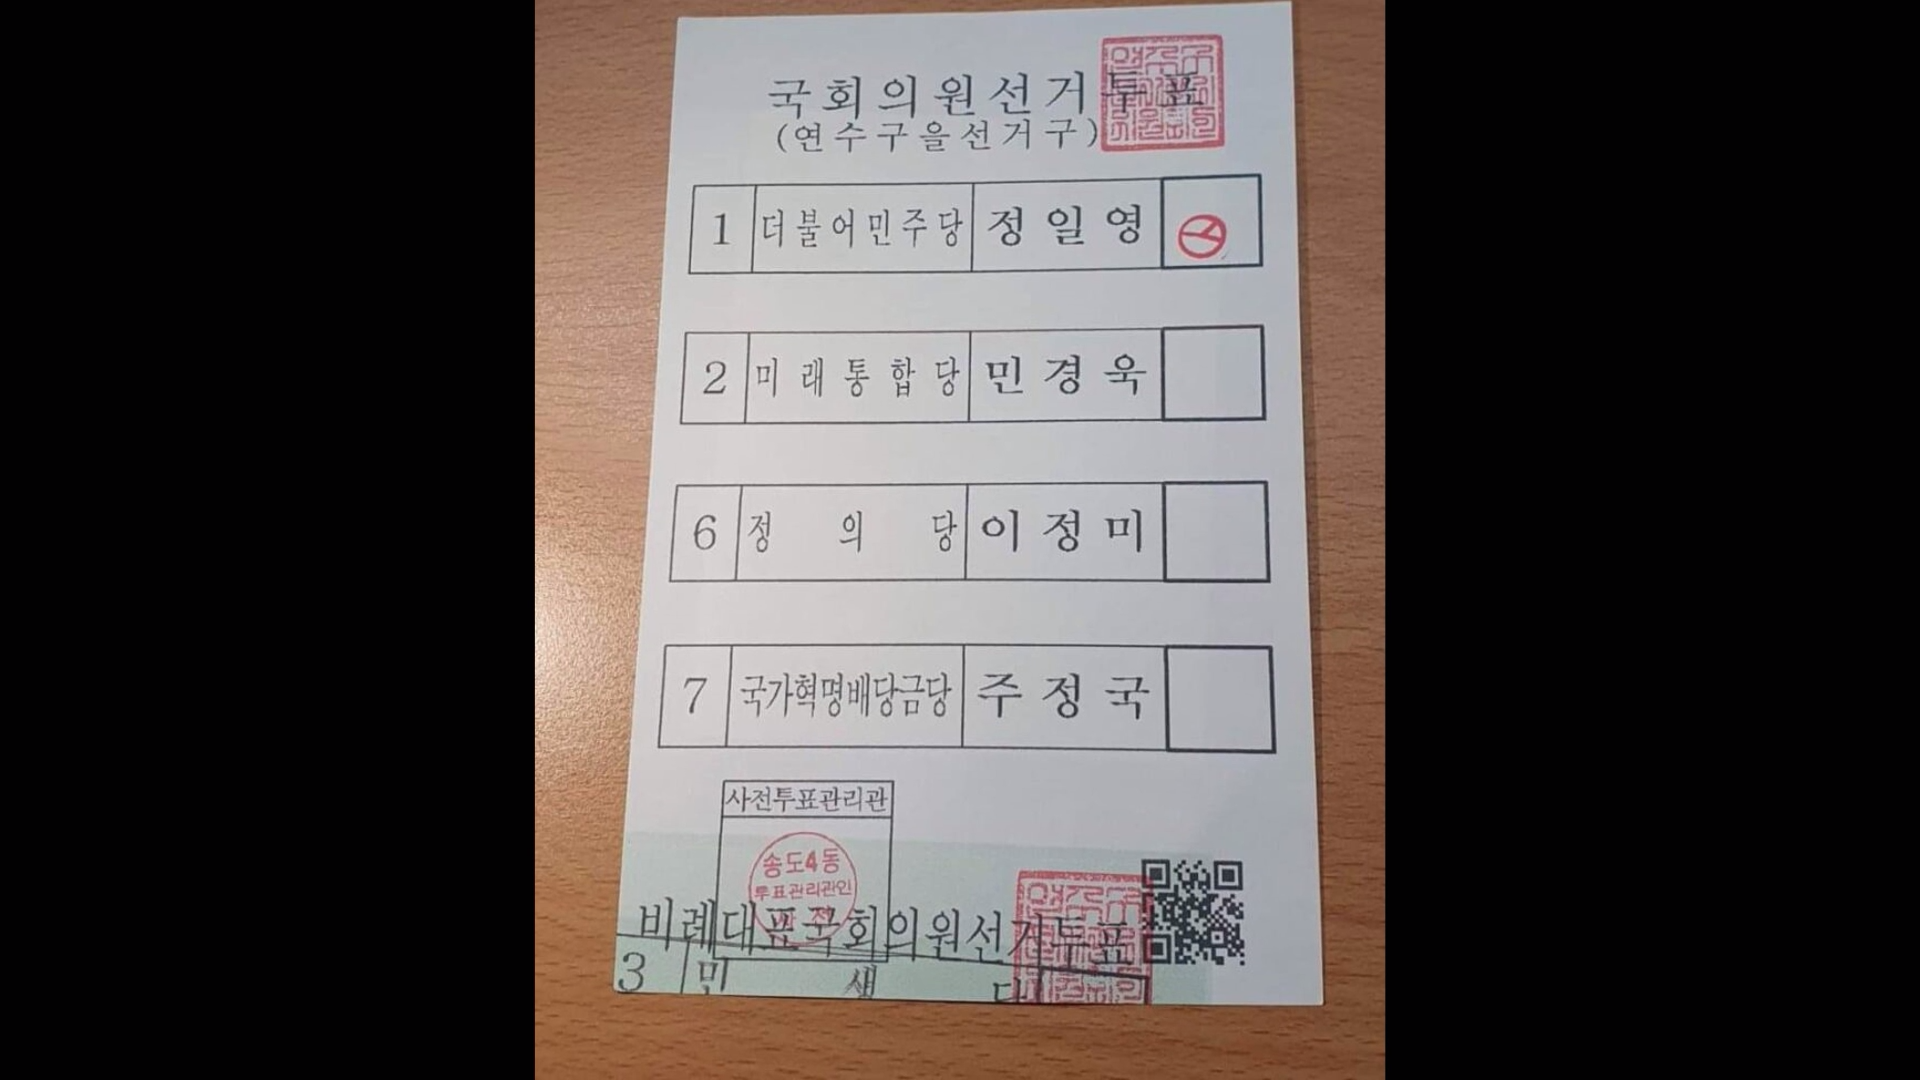 국회의원선거투표
(연수구을선거구)
1 더불어민주당 정일영
2 미래통합당 민경욱
6 정의당 이정미
7 국가혁명배당금당 주정국
사전투표관리관
송도4동
투표관리관인
비례대표국회의원선거투표
3 민생